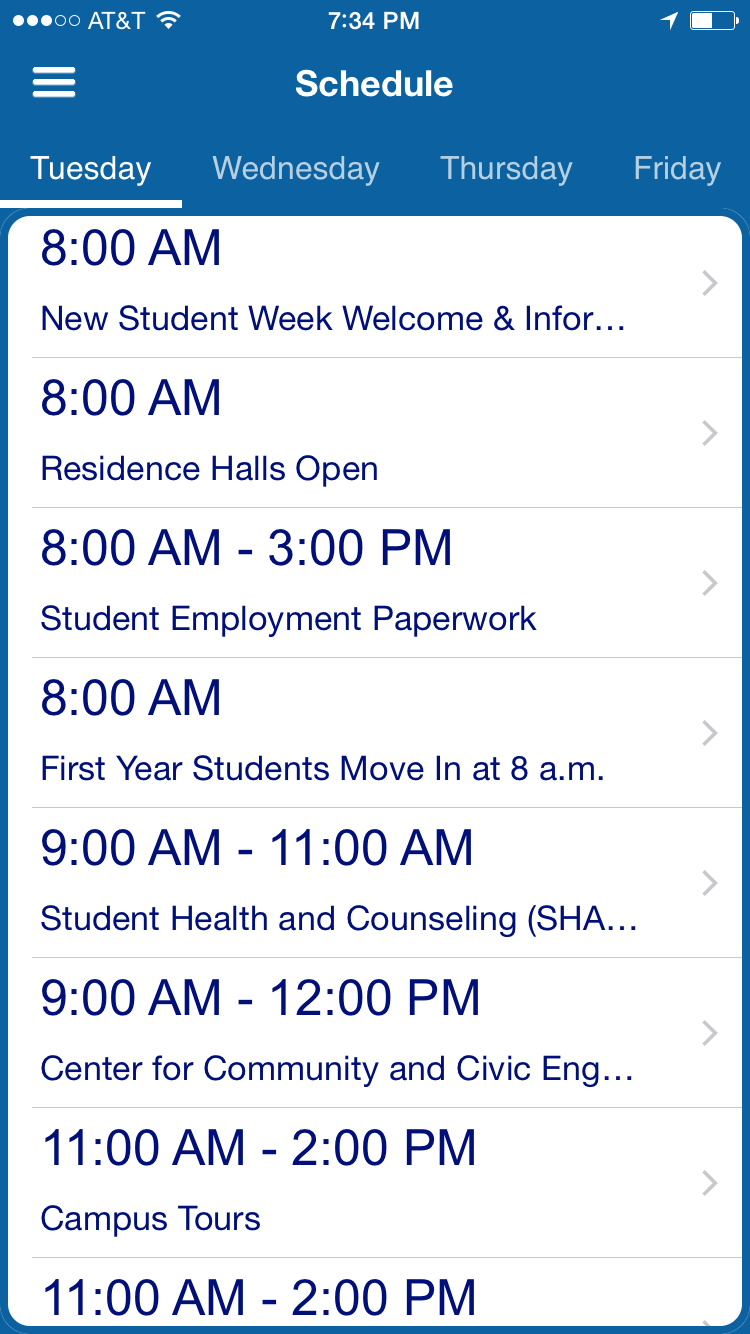 AT&T 7:34 PM
Schedule
Tuesday Wednesday Thursday Friday
8:00 AM
New Student Week Welcome & Infor…
8:00 AM
Residence Halls Open
8:00 AM - 3:00 PM
Student Employment Paperwork
8:00 AM
First Year Students Move In at 8 a.m.
9:00 AM - 11:00 AM
Student Health and Counseling (SHA…
9:00 AM - 12:00 PM
Center for Community and Civic Eng…
11:00 AM - 2:00 PM
Campus Tours
11:00 AM - 2:00 PM